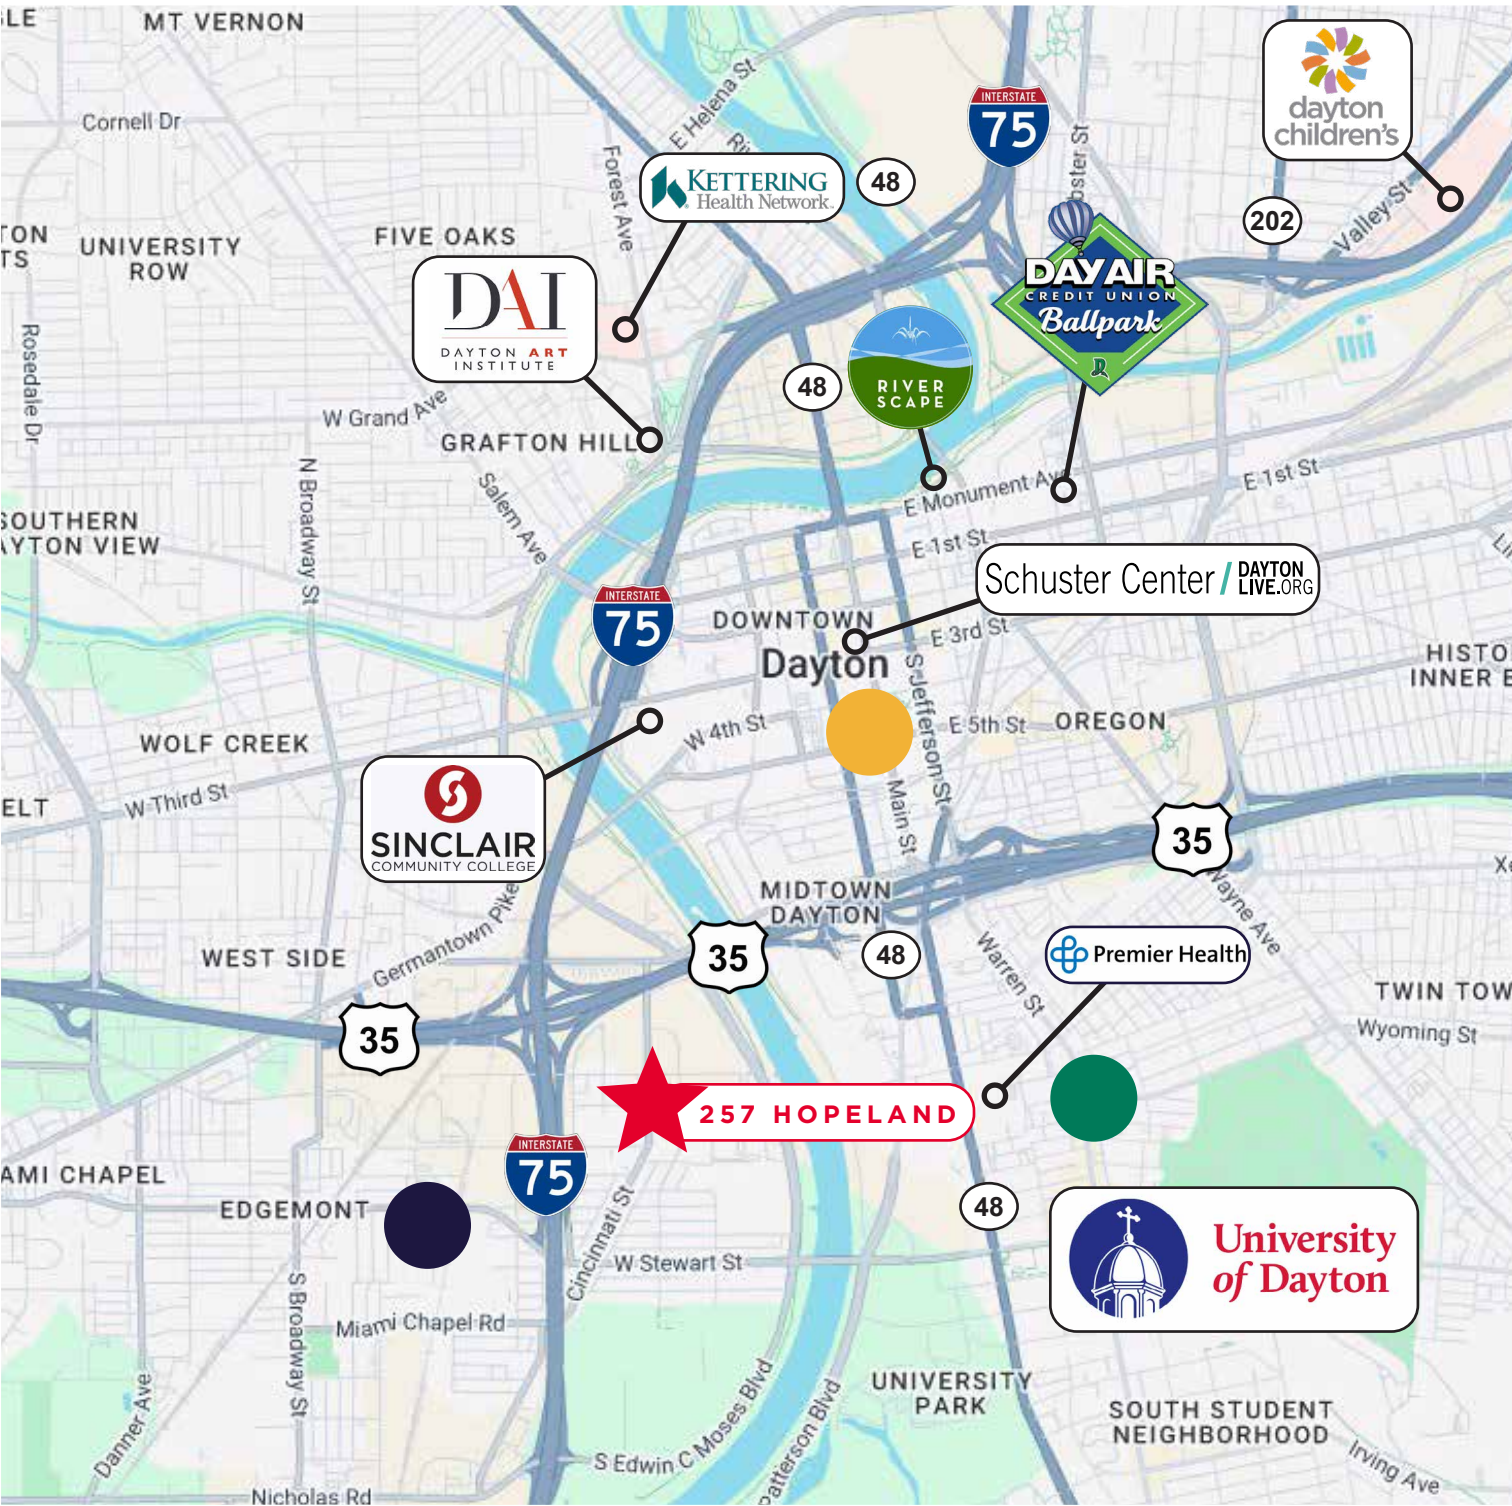 MT VERNON
Cornell Dr
E Helena St
Forest Ave
INTERSTATE
75
dayton
children's
KETTERING
Health Network
48
202
Valley St
UNIVERSITY
ROW
FIVE OAKS
DAI
DAYTON ART
INSTITUTE
DAYAIR
CREDIT UNION
Ballpark
D
RIVER
SCAPE
48
Rosedale Dr
W Grand Ave
GRAFTON HILL
Salem Ave
N Broadway St
E Monument Ave
E 1st St
E 1st St
SOUTHERN
AYTON VIEW
Schuster Center / DAYTON
LIVE.ORG
INTERSTATE
75
DOWNTOWN
Dayton
E 3rd St
S Jefferson St
HISTO
INNER E
W 4th St
E 5th St
OREGON
WOLF CREEK
W Third St
ELT
SINCLAIR
COMMUNITY COLLEGE
Main St
35
Wayne Ave
MIDTOWN
DAYTON
Germantown Pike
WEST SIDE
35
48
Warren St
Premier Health
TWIN TOW
Wyoming St
35
257 HOPELAND
INTERSTATE
75
AMI CHAPEL
EDGEMONT
48
Cincinnati St
W Stewart St
University
of Dayton
S Broadway St
Miami Chapel Rd
Danner Ave
UNIVERSITY
PARK
SOUTH STUDENT
NEIGHBORHOOD
S Edwin C Moses Blvd
Patterson Blvd
Irving Ave
Nicholas Rd